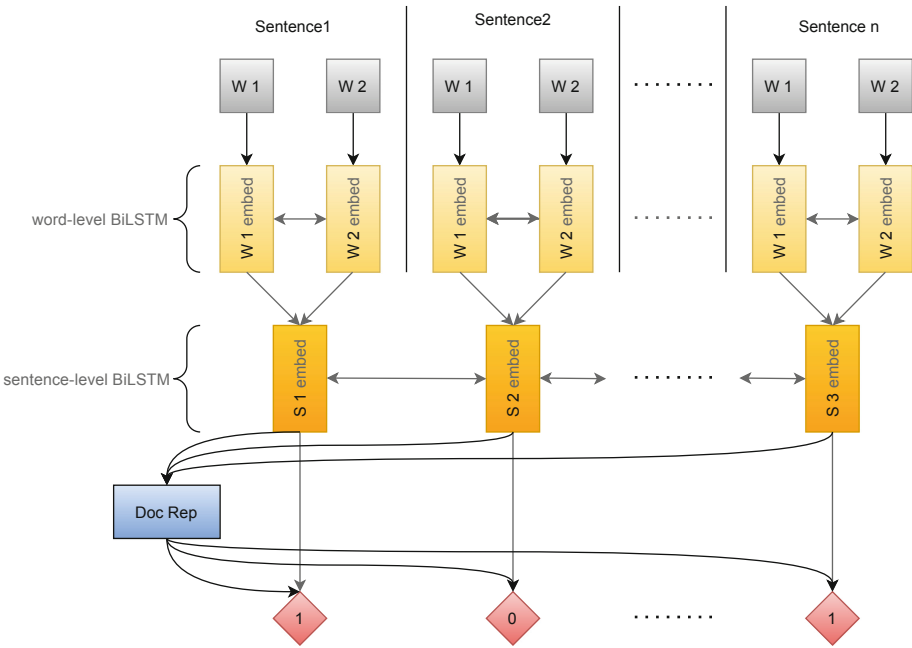 Sentence1
Sentence2
Sentence n
W 1
W 2
W 1
W 2
W 1
W 2
word-level BiLSTM
W 1 embed
W 2 embed
W 1 embed
W 2 embed
W 1 embed
W 2 embed
sentence-level BiLSTM
S 1 embed
S 2 embed
S 3 embed
Doc Rep
1
0
1